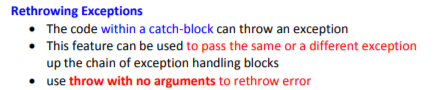 Rethrowing Exceptions
• The code within a catch-block can throw an exception
• This feature can be used to pass the same or a different exception
up the chain of exception handling blocks
• use throw with no arguments to rethrow error